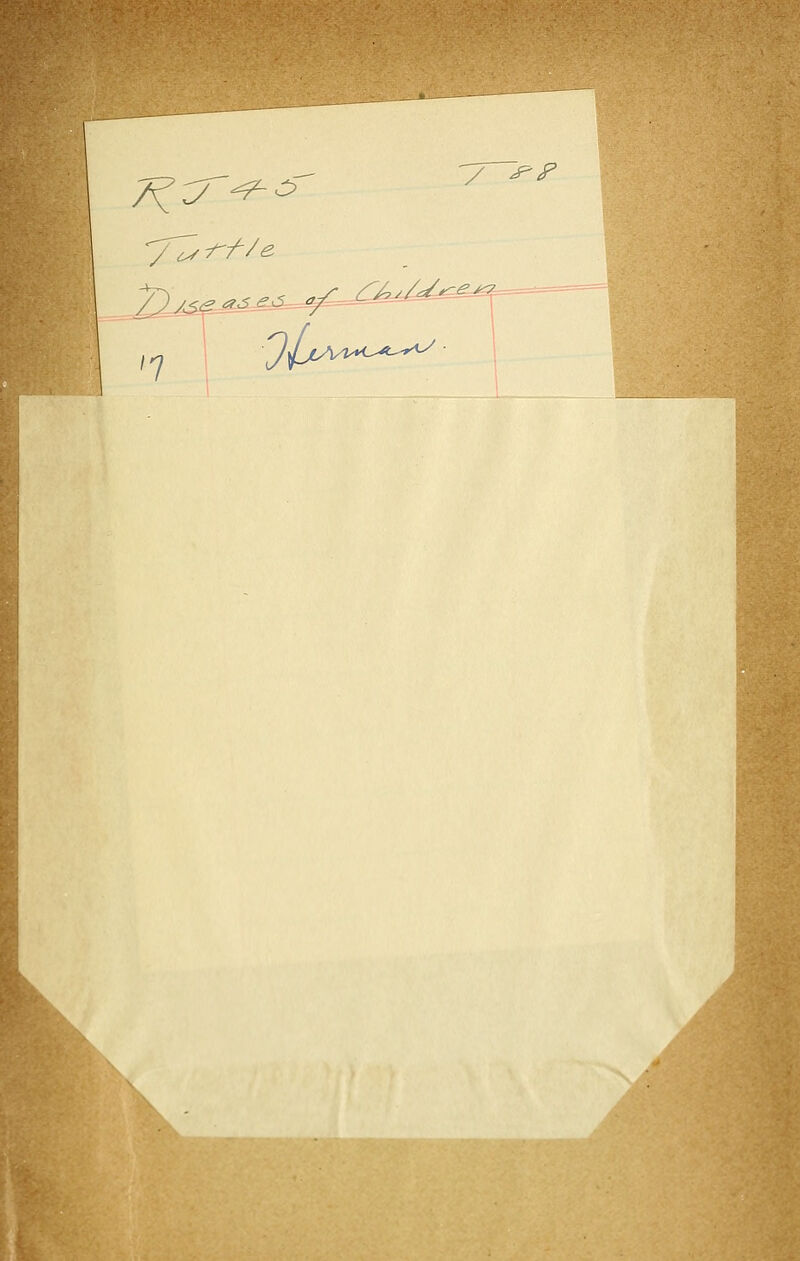 RJ45 T88
Tuttle
Diseases of Children
17 Herman.